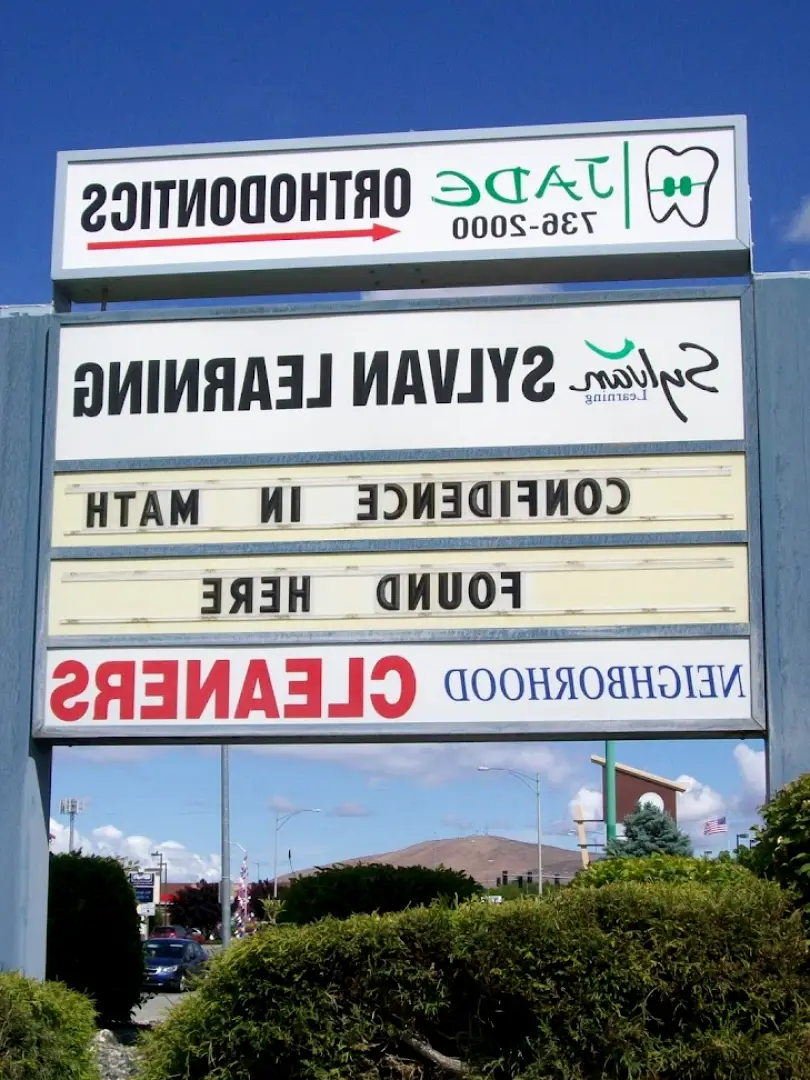 JADE ORTHODONTICS
736-2000
Sylvan Learning SYLVAN LEARNING
CONFIDENCE IN MATH
FOUND HERE
NEIGHBORHOOD CLEANERS